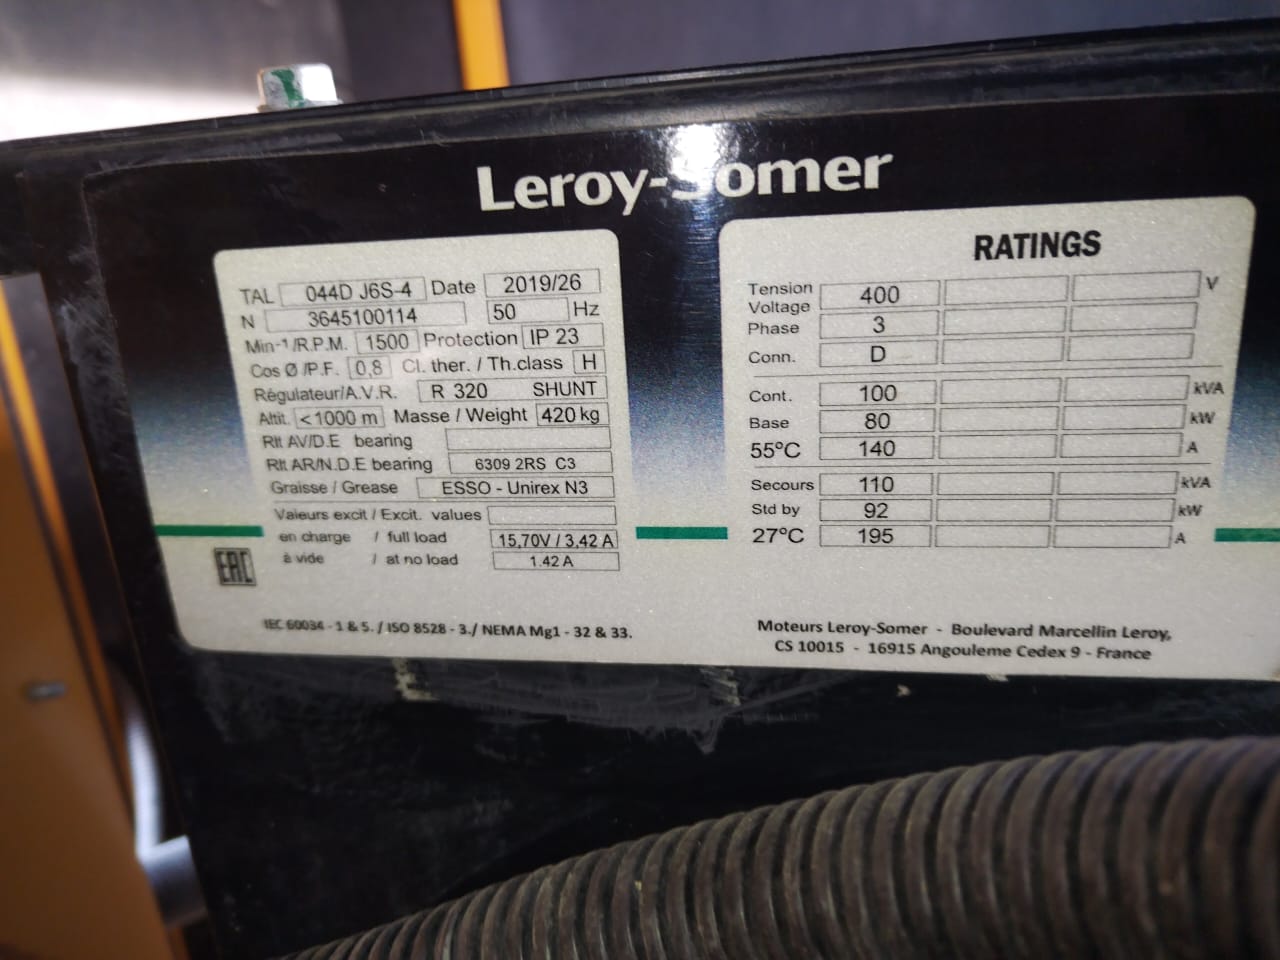 Leroy-Somer
TAL 044D J6S-4 Date 2019/26
N 3645100114 50 Hz
Min-¹/R.P.M. 1500 Protection IP 23
Cos Ø /P.F. 0,8 Cl. ther. / Th.class H
Régulateur/A.V.R. R 320 SHUNT
Altit. <1000 m Masse / Weight 420 kg
Rlt AV/D.E bearing
Rlt AR/N.D.E bearing 6309 2RS C3
Graisse / Grease ESSO - Unirex N3
Valeurs excit / Excit. values
en charge / full load 15,70V / 3,42 A
à vide / at no load 1.42 A
EAC
IEC 60034 - 1 & 5. / ISO 8528 - 3./ NEMA Mg1 - 32 & 33.
RATINGS
Tension
Voltage 400 V
Phase 3
Conn. D
Cont. 100 kVA
Base 80 kW
55°C 140 A
Secours 110 kVA
Std by 92 kW
27°C 195 A
Moteurs Leroy-Somer - Boulevard Marcellin Leroy,
CS 10015 - 16915 Angouleme Cedex 9 - France